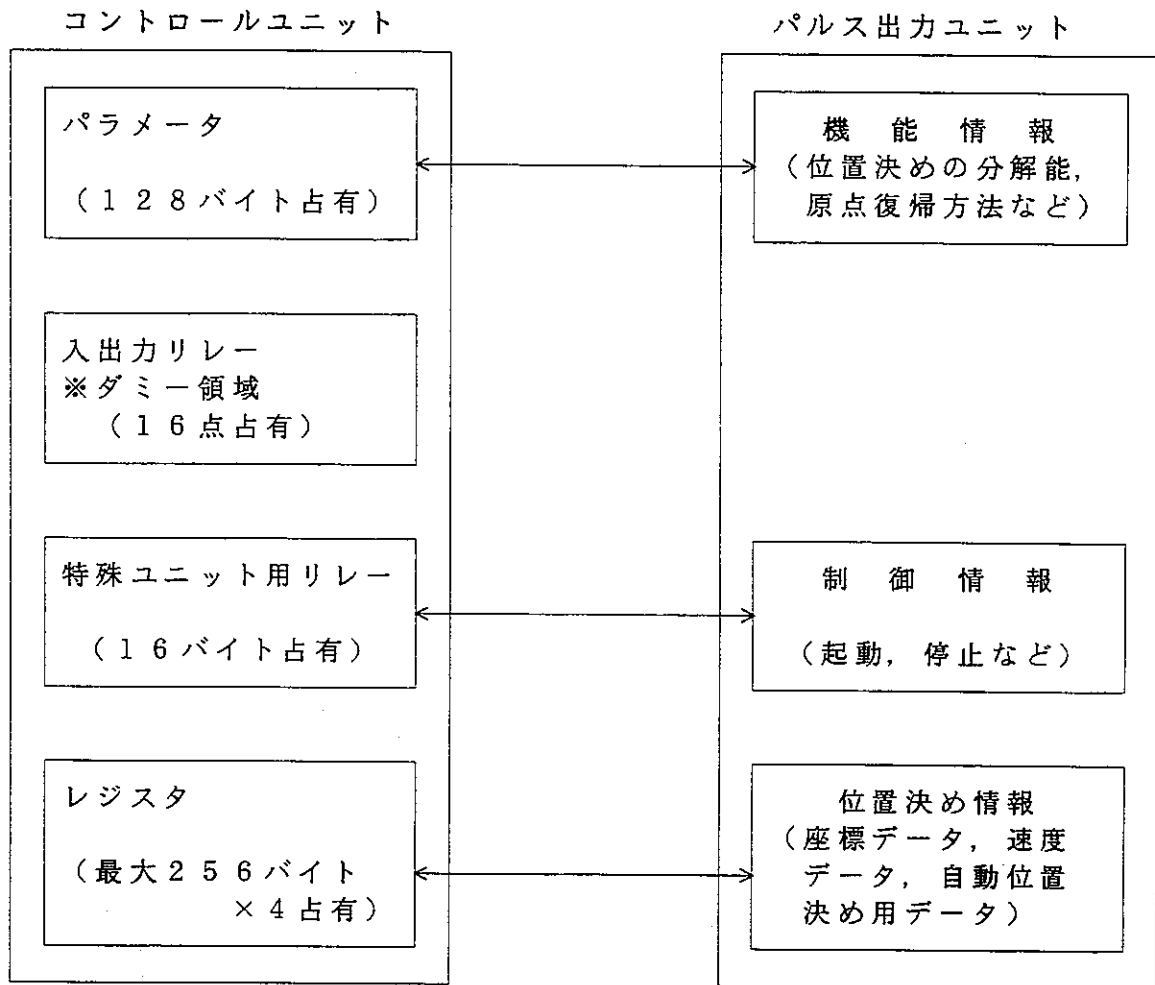 コントロールユニット
パラメータ
(128バイト占有)
入出力リレー
※ダミー領域
(16点占有)
特殊ユニット用リレー
(16バイト占有)
レジスタ
(最大256バイト
×4占有)
パルス出力ユニット
機能情報
(位置決めの分解能,
原点復帰方法など)
制御情報
(起動, 停止など)
位置決め情報
(座標データ, 速度
データ, 自動位置
決め用データ)